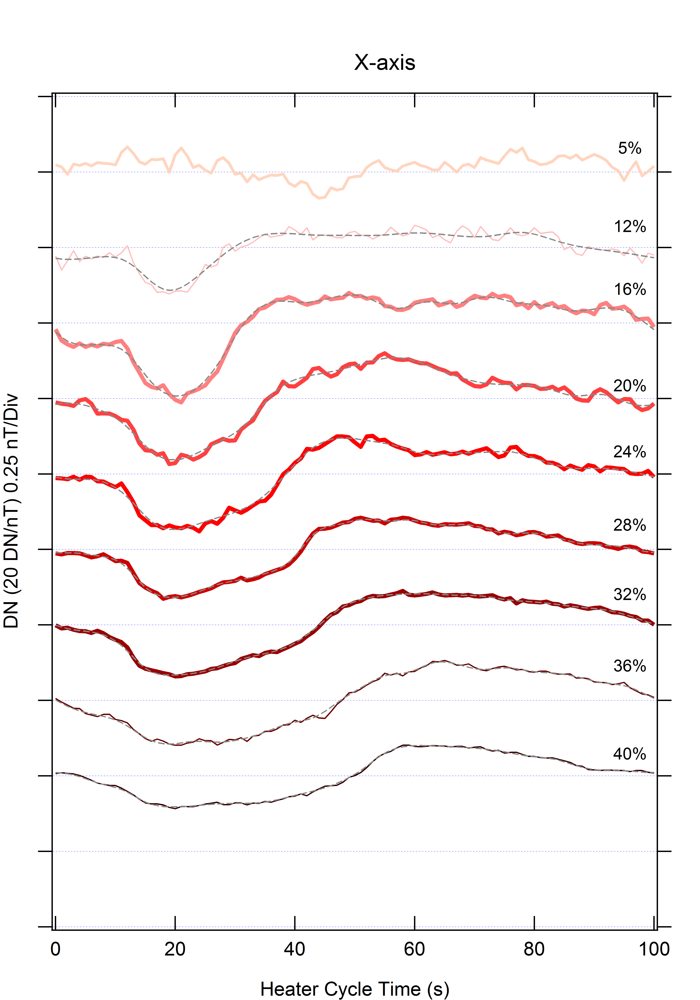 X-axis
5%
12%
16%
20%
24%
28%
32%
36%
40%
DN (20 DN/nT) 0.25 nT/Div
0 20 40 60 80 100
Heater Cycle Time (s)